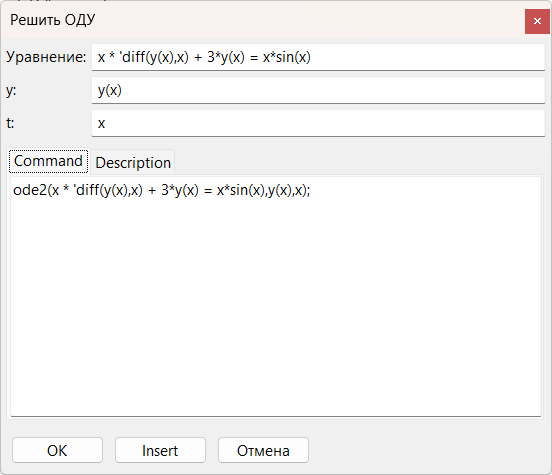 Решить ОДУ
Уравнение: x * 'diff(y(x),x) + 3*y(x) = x*sin(x)
y: y(x)
t: x
Command Description
ode2(x * 'diff(y(x),x) + 3*y(x) = x*sin(x),y(x),x);
OK Insert Отмена